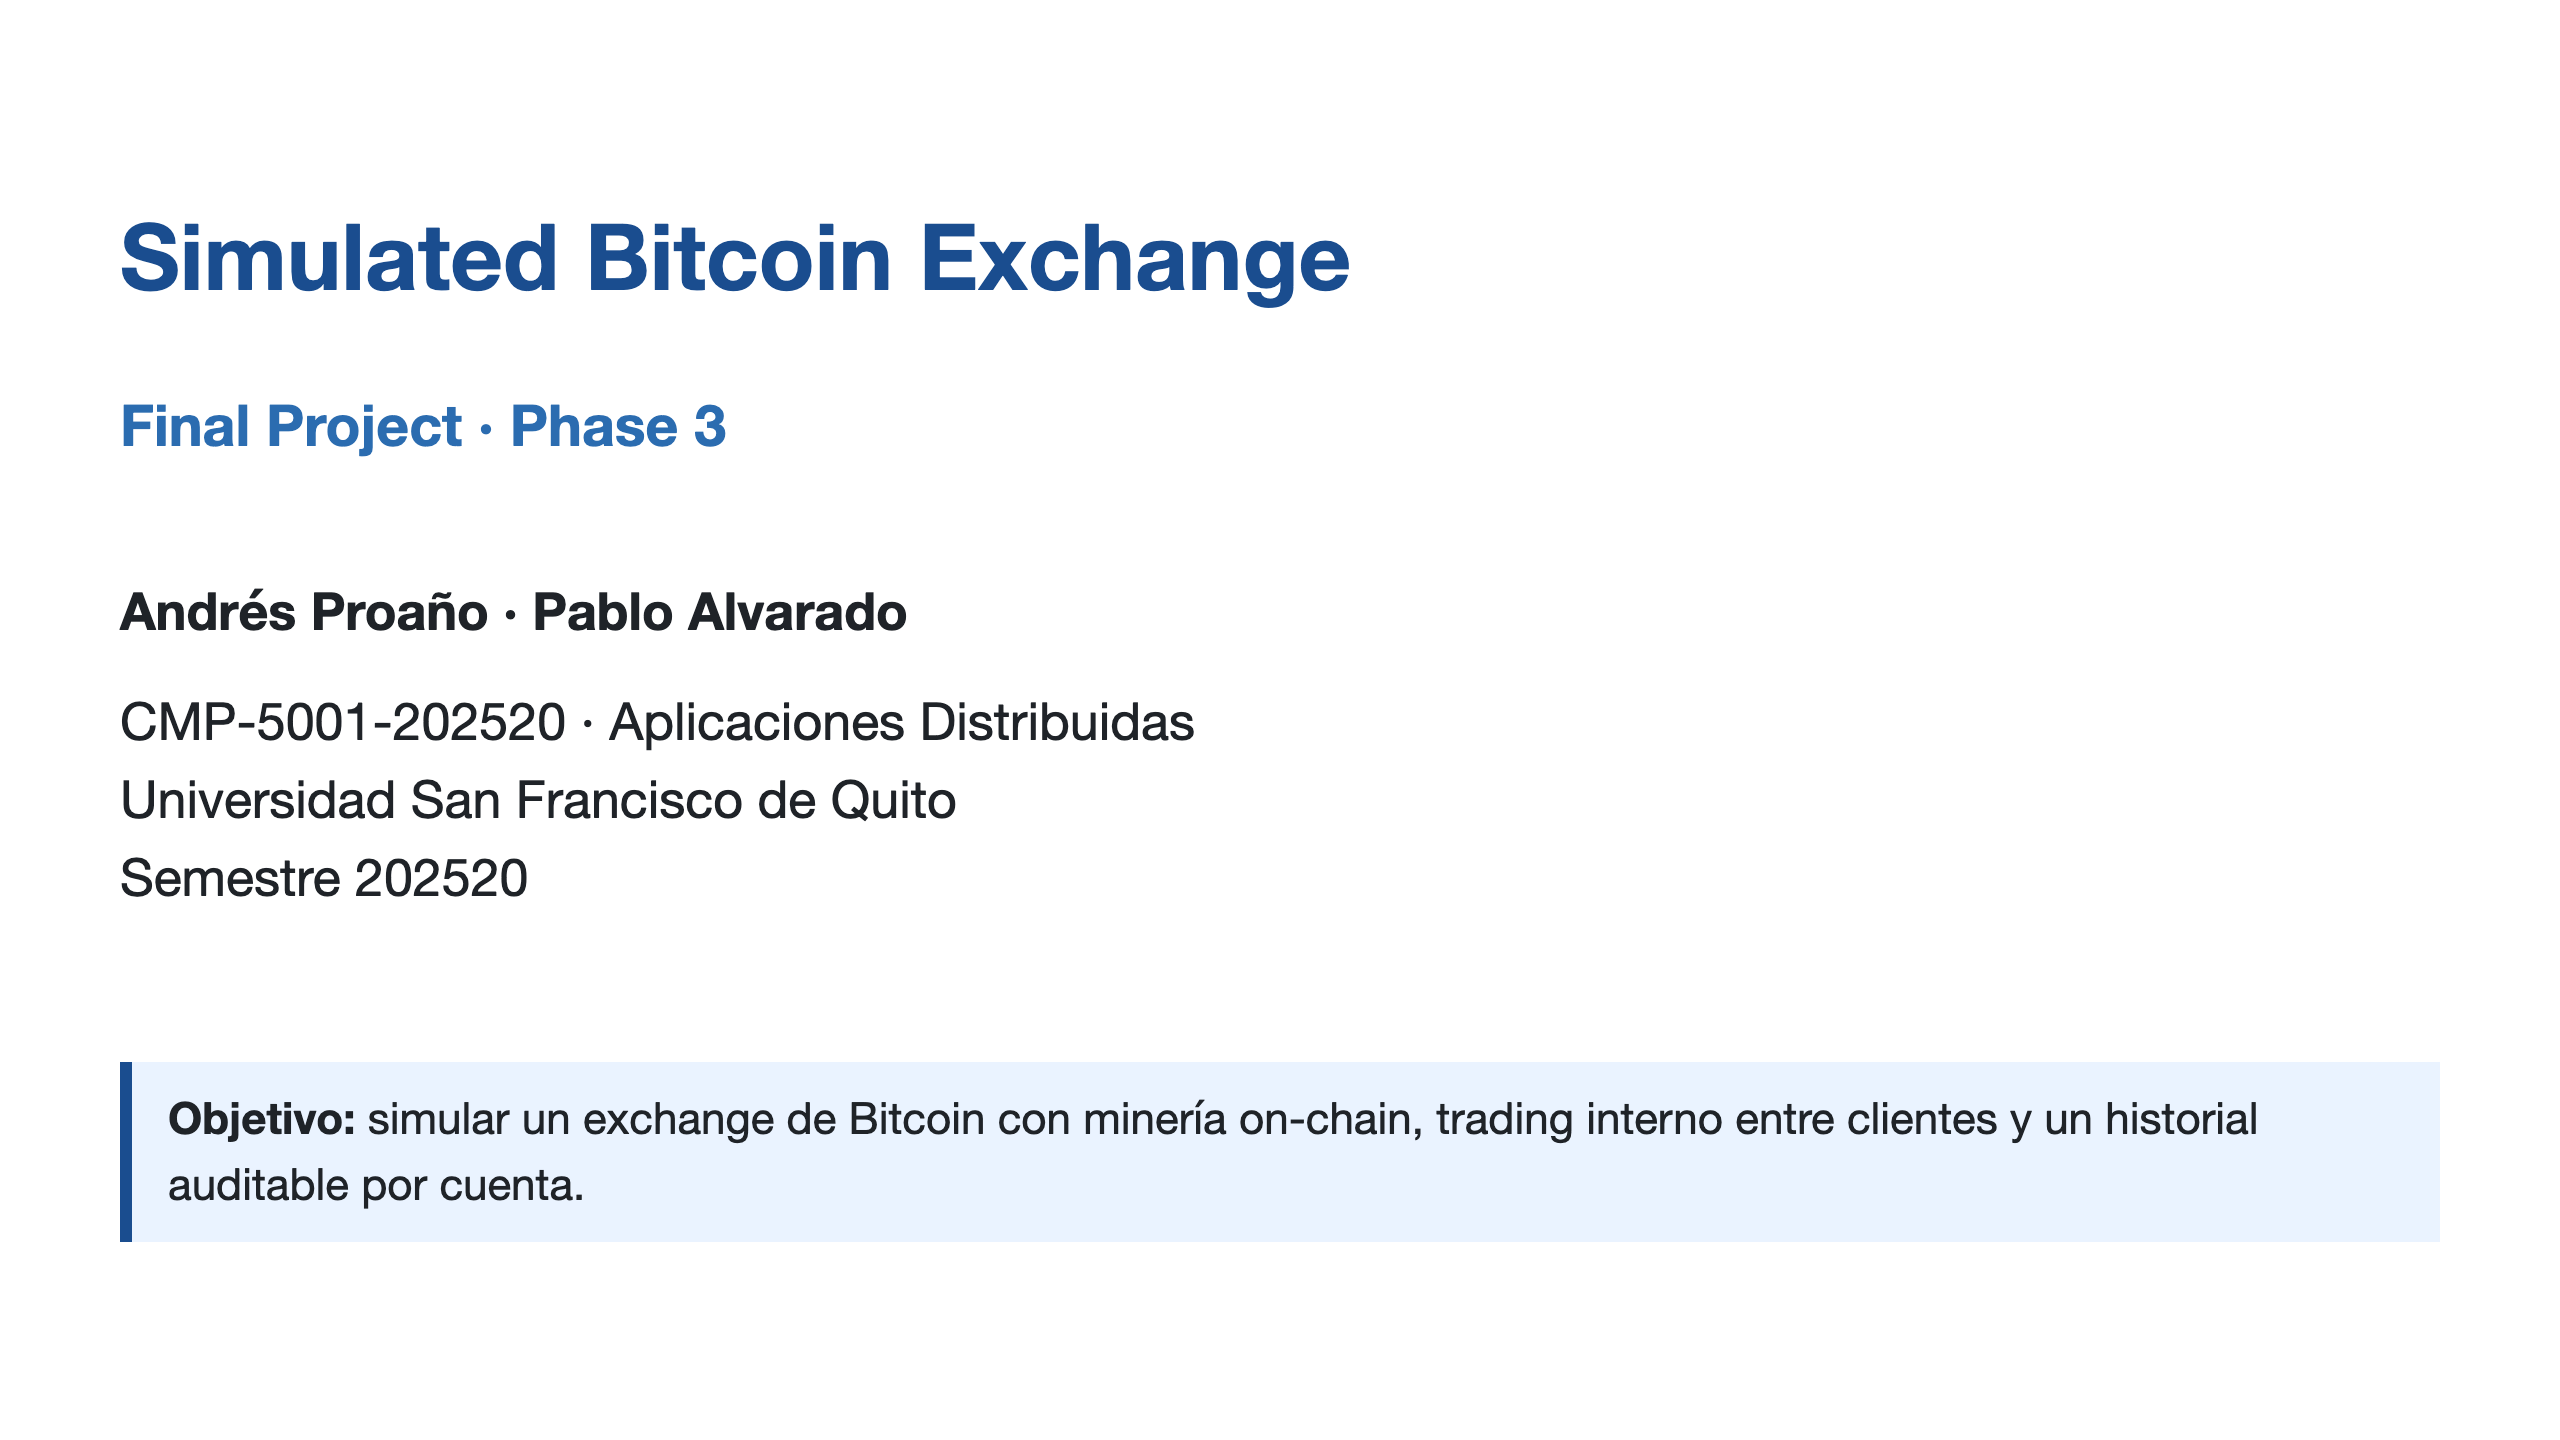 Simulated Bitcoin Exchange
Final Project · Phase 3
Andrés Proaño · Pablo Alvarado
CMP-5001-202520 · Aplicaciones Distribuidas
Universidad San Francisco de Quito
Semestre 202520
Objetivo: simular un exchange de Bitcoin con minería on-chain, trading interno entre clientes y un historial
auditable por cuenta.